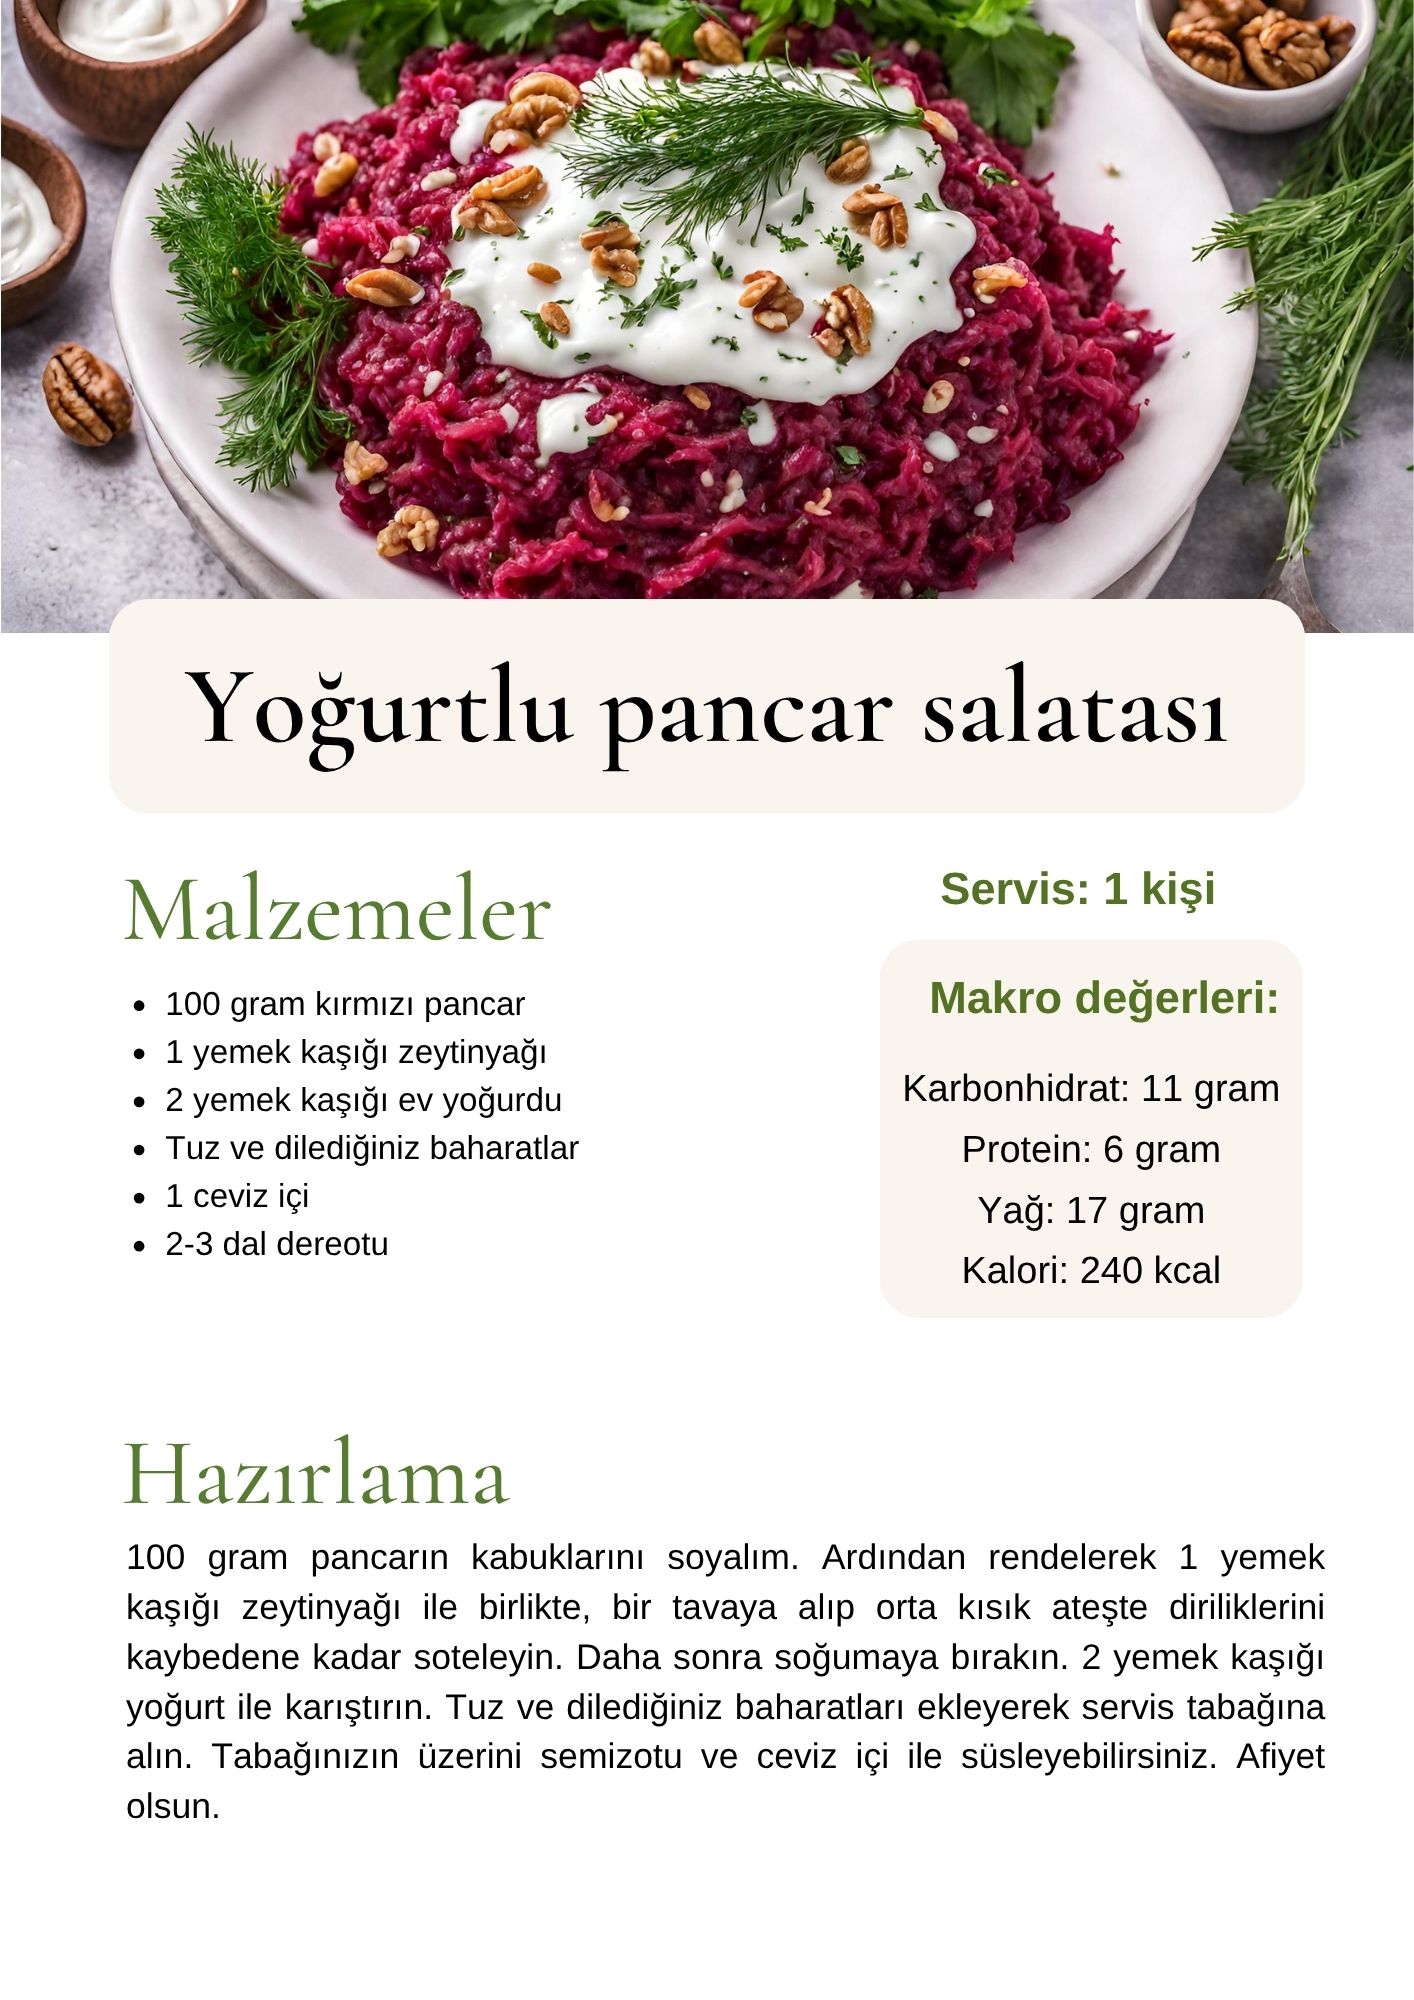 Yoğurtlu pancar salatası
Malzemeler
• 100 gram kırmızı pancar
• 1 yemek kaşığı zeytinyağı
• 2 yemek kaşığı ev yoğurdu
• Tuz ve dilediğiniz baharatlar
• 1 ceviz içi
• 2-3 dal dereotu
Servis: 1 kişi
Makro değerleri:
Karbonhidrat: 11 gram
Protein: 6 gram
Yağ: 17 gram
Kalori: 240 kcal
Hazırlama
100 gram pancarın kabuklarını soyalım. Ardından rendelerek 1 yemek
kaşığı zeytinyağı ile birlikte, bir tavaya alıp orta kısık ateşte diriliklerini
kaybedene kadar soteleyin. Daha sonra soğumaya bırakın. 2 yemek kaşığı
yoğurt ile karıştırın. Tuz ve dilediğiniz baharatları ekleyerek servis tabağına
alın. Tabağınızın üzerini semizotu ve ceviz içi ile süsleyebilirsiniz. Afiyet
olsun.